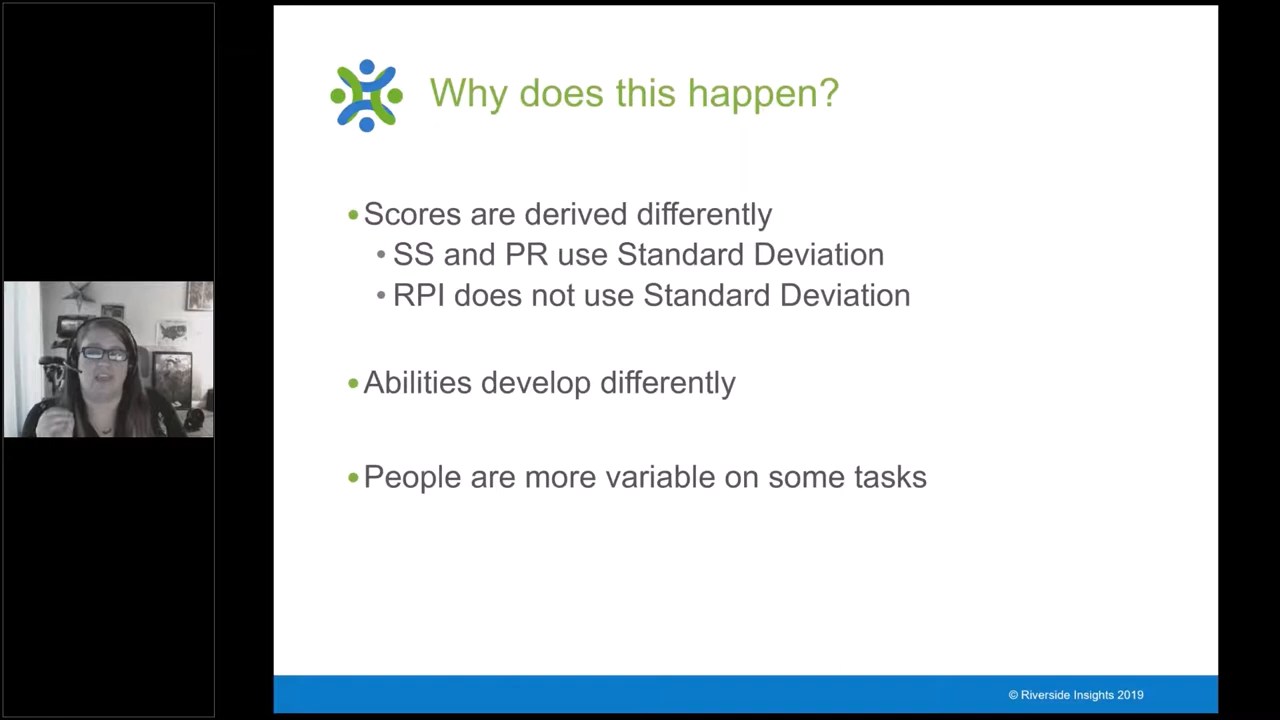 Why does this happen?
•Scores are derived differently
•SS and PR use Standard Deviation
•RPI does not use Standard Deviation
•Abilities develop differently
•People are more variable on some tasks
© Riverside Insights 2019